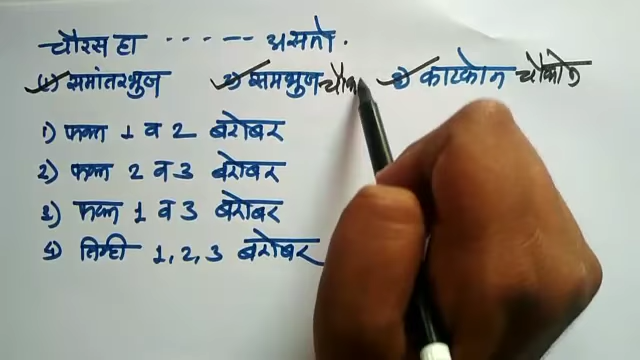 चौरस हा ........ असतो.
1) समांतरभुज 2) समभुज चौक 3) काटकोन चौकोन
1) फक्त 1 व 2 बरोबर
2) फक्त 2 व 3 बरोबर
3) फक्त 1 व 3 बरोबर
4) तिन्ही 1, 2, 3 बरोबर